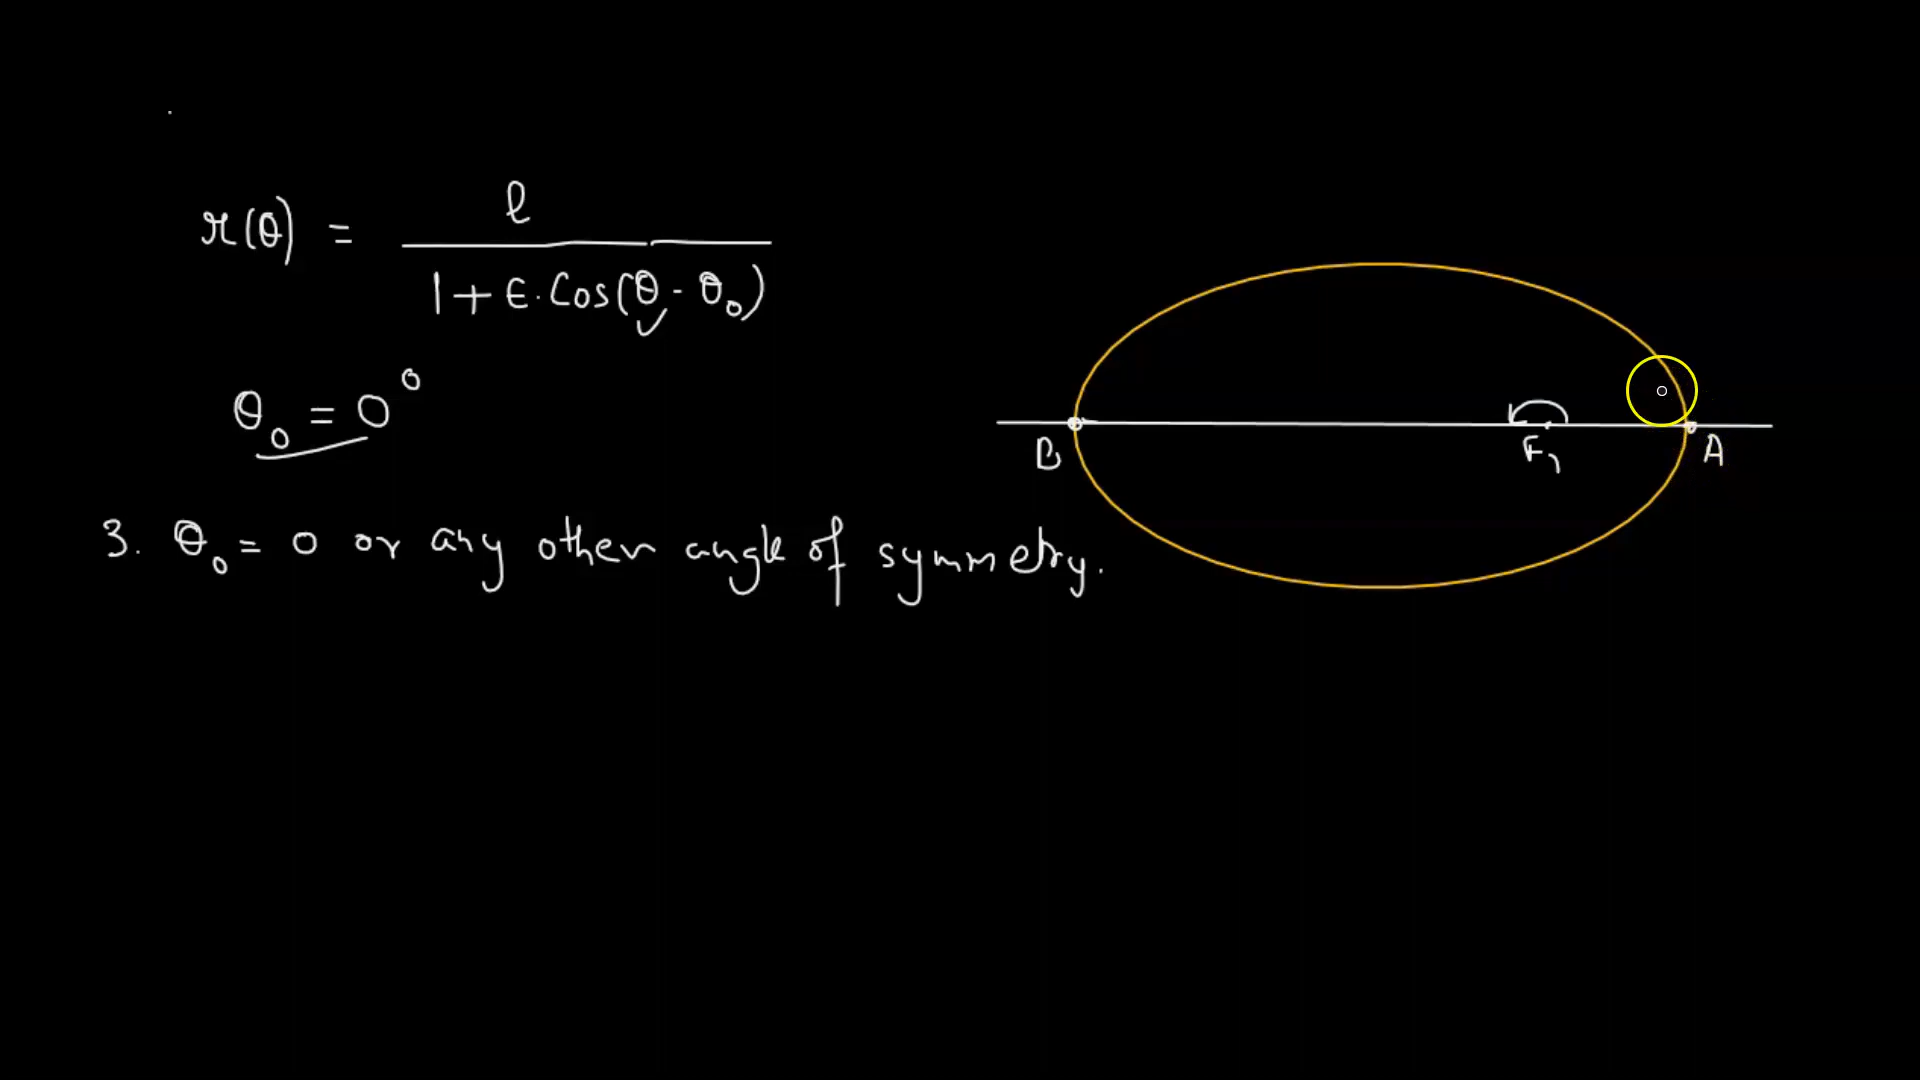 r(θ) = ℓ / 1 + ϵ. Cos(θ - θ₀)
θ₀ = 0°
B
F₁
A
3. θ₀ = 0 or any other angle of symmetry.